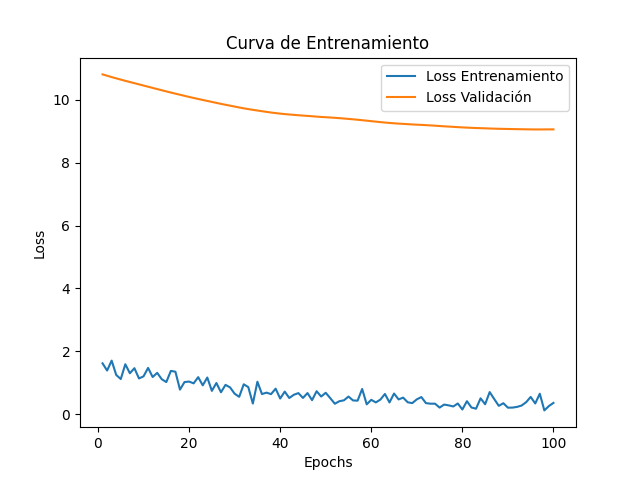 Curva de Entrenamiento
Loss Entrenamiento
Loss Validación
Loss
10
8
6
4
2
0
0 20 40 60 80 100
Epochs